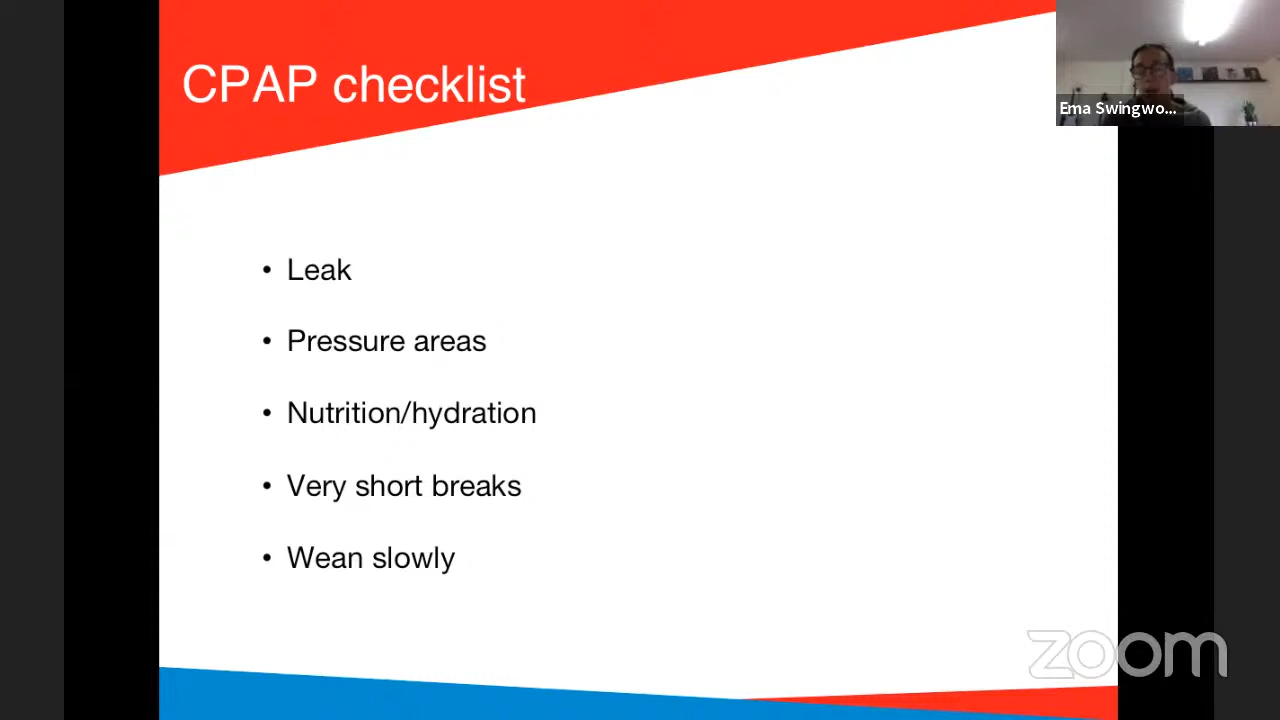 CPAP checklist
Ema Swingwo...
• Leak
• Pressure areas
• Nutrition/hydration
• Very short breaks
• Wean slowly
zoom